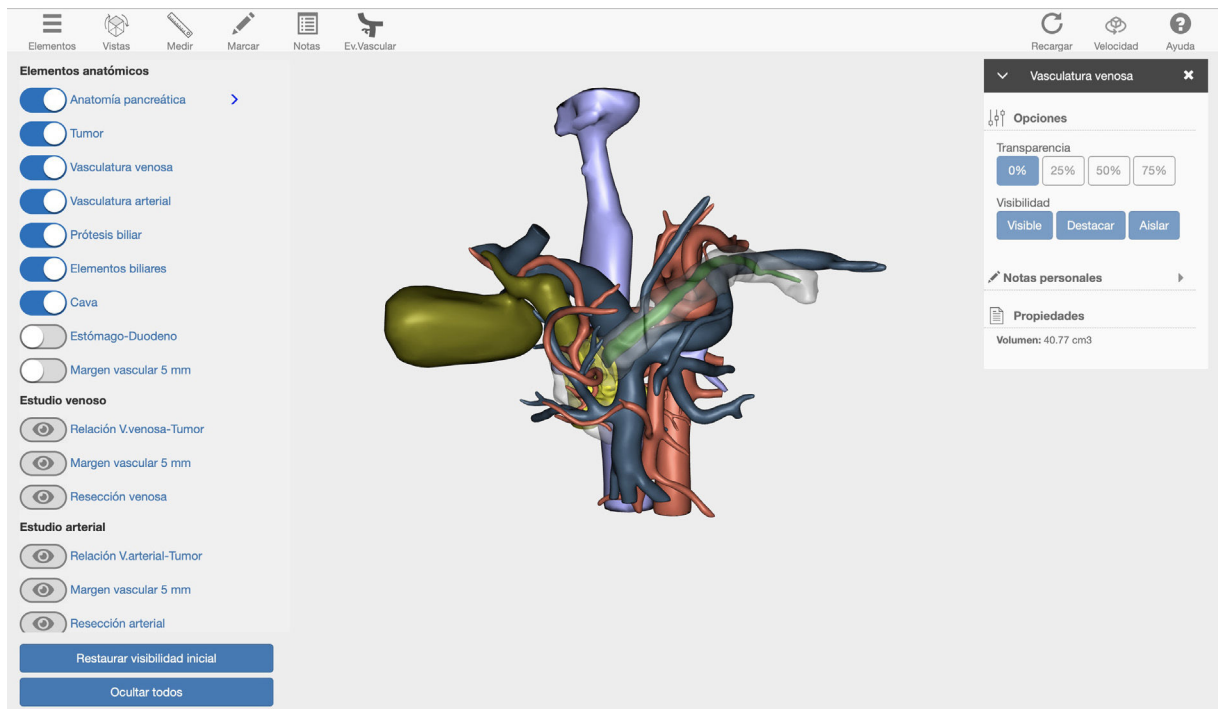 Elementos Vistas Medir Marcar Notas Ev.Vascular Recargar Velocidad Ayuda
Elementos anatómicos
Anatomía pancreática
Tumor
Vasculatura venosa
Vasculatura arterial
Prótesis biliar
Elementos biliares
Cava
Estómago-Duodeno
Margen vascular 5 mm
Estudio venoso
Relación V.venosa-Tumor
Margen vascular 5 mm
Resección venosa
Estudio arterial
Relación V.arterial-Tumor
Margen vascular 5 mm
Resección arterial
Restaurar visibilidad inicial
Ocultar todos
Vasculatura venosa
Opciones
Transparencia
0% 25% 50% 75%
Visibilidad
Visible Destacar Aislar
Notas personales
Propiedades
Volumen: 40.77 cm3